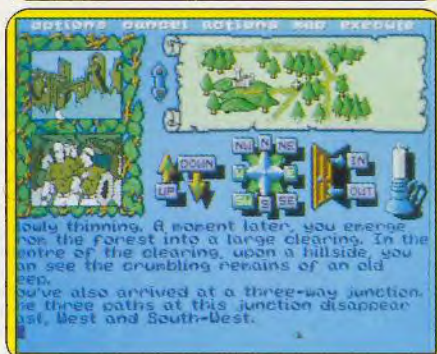 options cancel Actions MAP execute
NW N NE
DOWN
IN
W E
UP
SW S SE
OUT
lowly thinning. A moment later, you emerge
rom the forest into a large clearing. In the
entre of the clearing, upon a hillside, you
an see the crumbling remains of an old
eep.
ou've also arrived at a three-way junction.
he three paths at this junction disappear
ast, West and South-West.